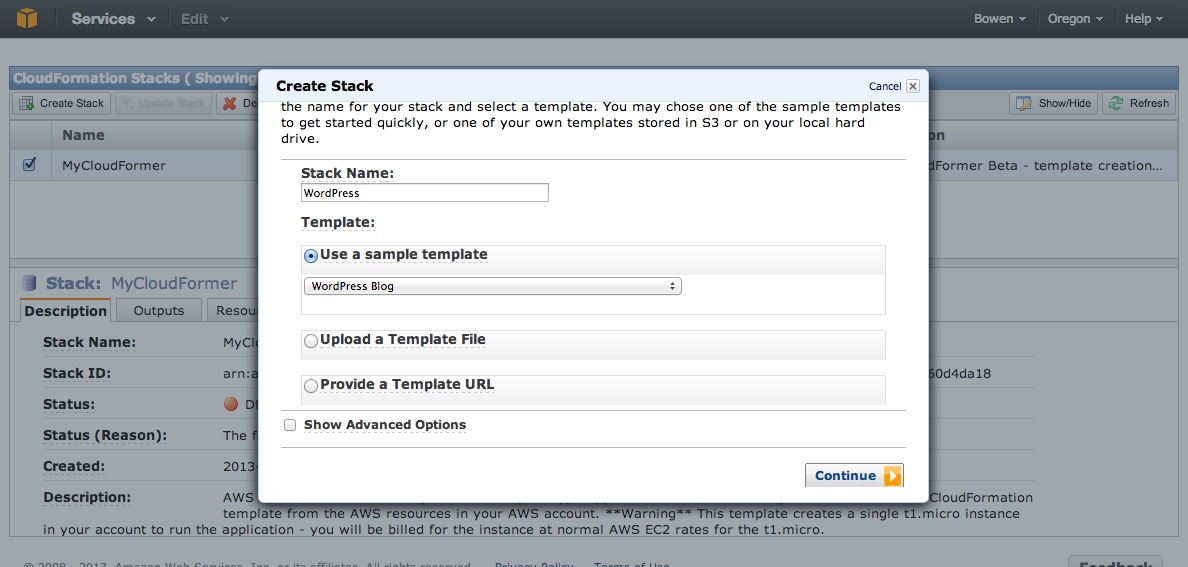 Services Edit Bowen Oregon Help
CloudFormation Stacks ( Showing
Create Stack Update Stack Show/Hide Refresh
Name
MyCloudFormer Beta - template creation...
Create Stack Cancel
the name for your stack and select a template. You may chose one of the sample templates
to get started quickly, or one of your own templates stored in S3 or on your local hard
drive.
Stack Name:
WordPress
Template:
Use a sample template
WordPress Blog
Upload a Template File
Provide a Template URL
Show Advanced Options
Continue
Stack: MyCloudFormer
Description Outputs
Stack Name:
Stack ID: 50d4da18
Status:
Status (Reason): The
Created: 2013-
Description: AWS CloudFormation
template from the AWS resources in your AWS account. **Warning** This template creates a single t1.micro instance
in your account to run the application - you will be billed for the instance at normal AWS EC2 rates for the t1.micro.
© 2008 - 2013, Amazon Web Services, Inc. or its affiliates. All rights reserved. Privacy Policy Terms of Use
Feedback